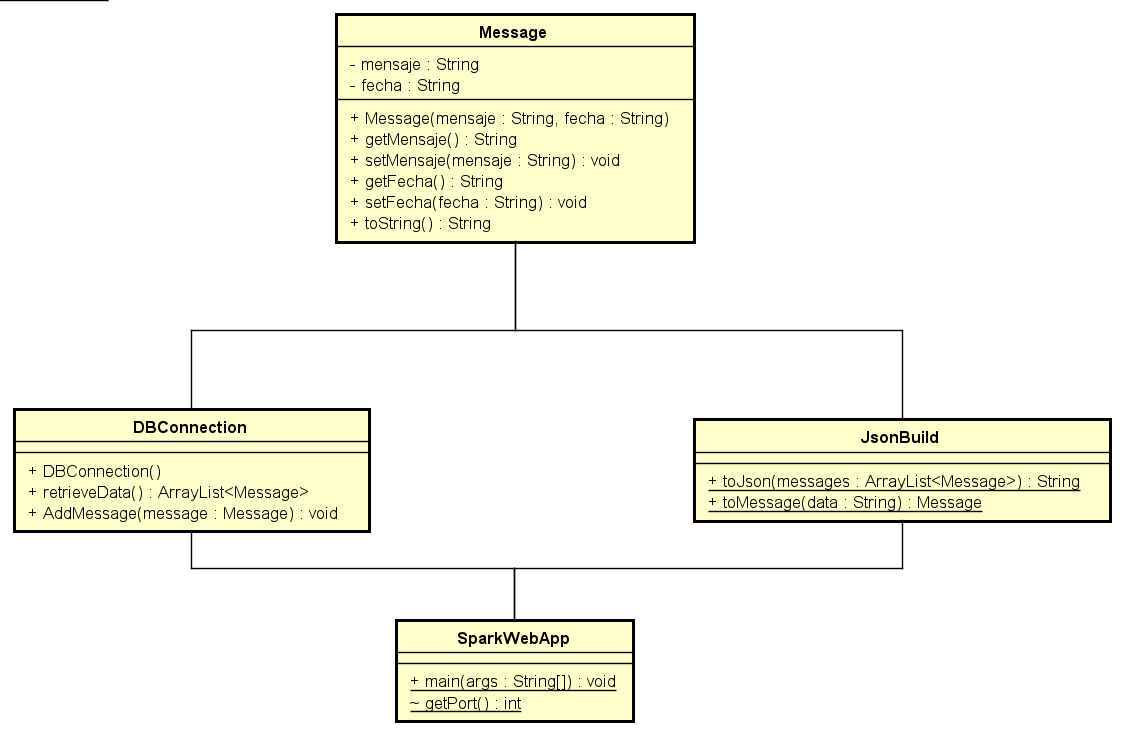 Message
- mensaje : String
- fecha : String
+ Message(mensaje : String, fecha : String)
+ getMensaje() : String
+ setMensaje(mensaje : String) : void
+ getFecha() : String
+ setFecha(fecha : String) : void
+ toString() : String
DBConnection
+ DBConnection()
+ retrieveData() : ArrayList<Message>
+ AddMessage(message : Message) : void
JsonBuild
+ toJson(messages : ArrayList<Message>) : String
+ toMessage(data : String) : Message
SparkWebApp
+ main(args : String[]) : void
~ getPort() : int